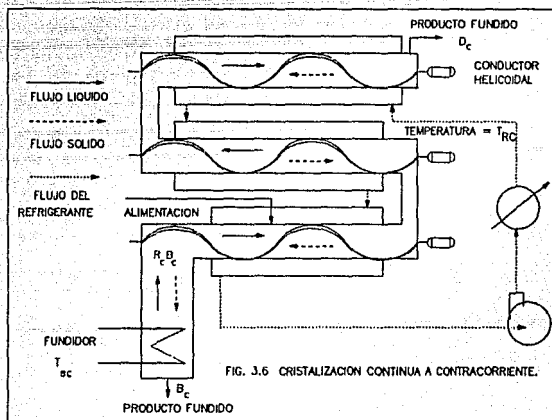 PRODUCTO FUNDIDO
D_C
CONDUCTOR
HELICOIDAL
FLUJO LIQUIDO
FLUJO SOLIDO
TEMPERATURA = T_RC
FLUJO DEL
REFRIGERANTE
ALIMENTACION
R_C B_C
FUNDIDOR
T_BC
B_C
PRODUCTO FUNDIDO
FIG. 3.6 CRISTALIZACION CONTINUA A CONTRACORRIENTE.